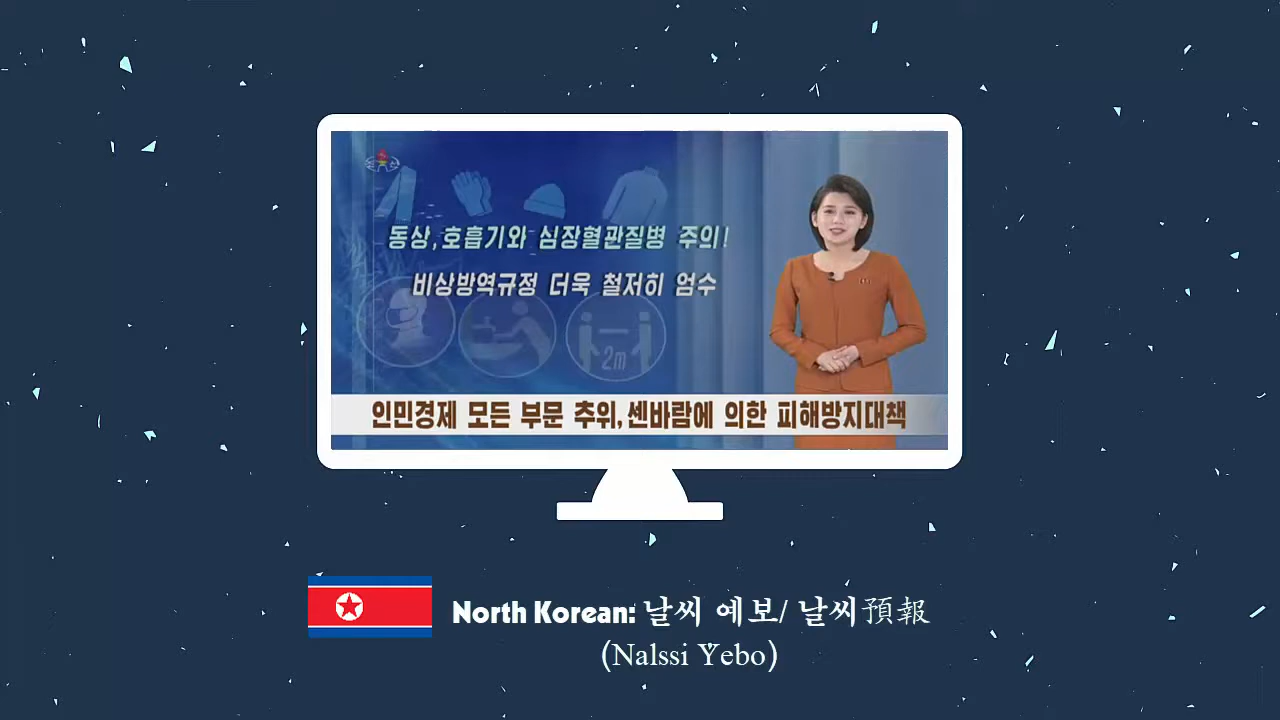 동상,호흡기와 심장혈관질병 주의!
비상방역규정 더욱 철저히 엄수
2m
인민경제 모든 부문 추위,센바람에 의한 피해방지대책
North Korean: 날씨 예보/ 날씨預報
(Nalssi Yebo)